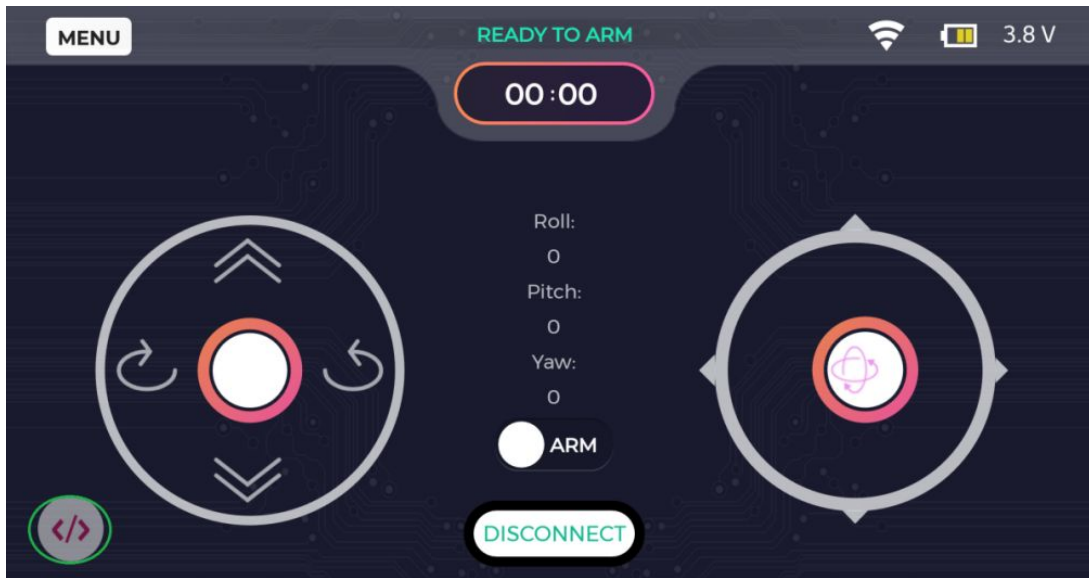 MENU
READY TO ARM
3.8 V
00:00
Roll:
0
Pitch:
0
Yaw:
0
ARM
DISCONNECT
</>